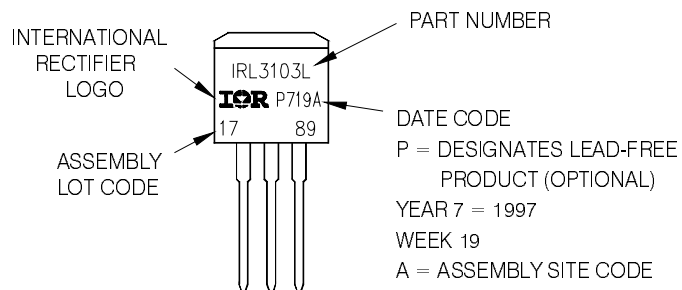 INTERNATIONAL
RECTIFIER
LOGO
ASSEMBLY
LOT CODE
IRL3103L
IOR P719A
17 89
PART NUMBER
DATE CODE
P = DESIGNATES LEAD-FREE
PRODUCT (OPTIONAL)
YEAR 7 = 1997
WEEK 19
A = ASSEMBLY SITE CODE